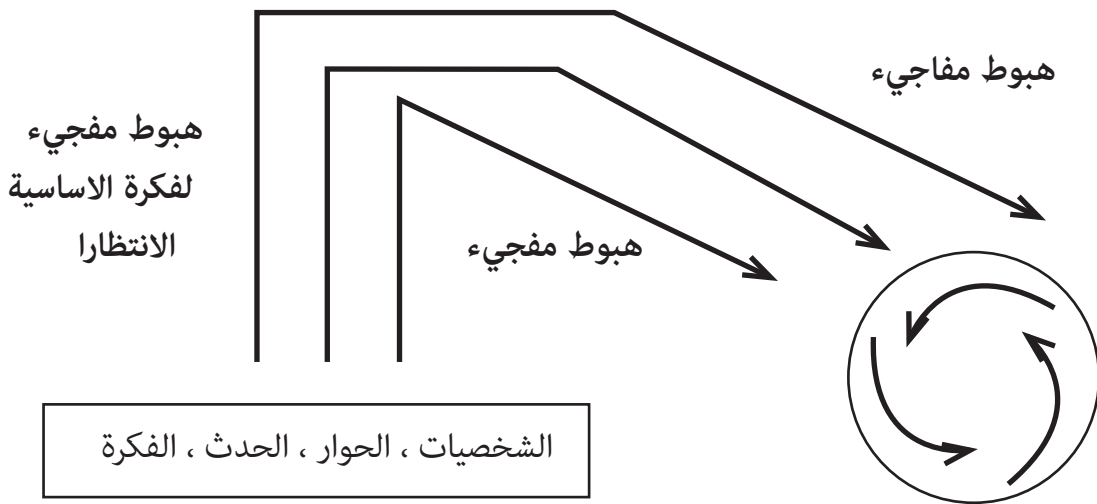 هبوط مفاجيء
هبوط مفجيء
لفكرة الاساسية
الانتظارا
هبوط مفجيء
الشخصيات ، الحوار ، الحدث ، الفكرة